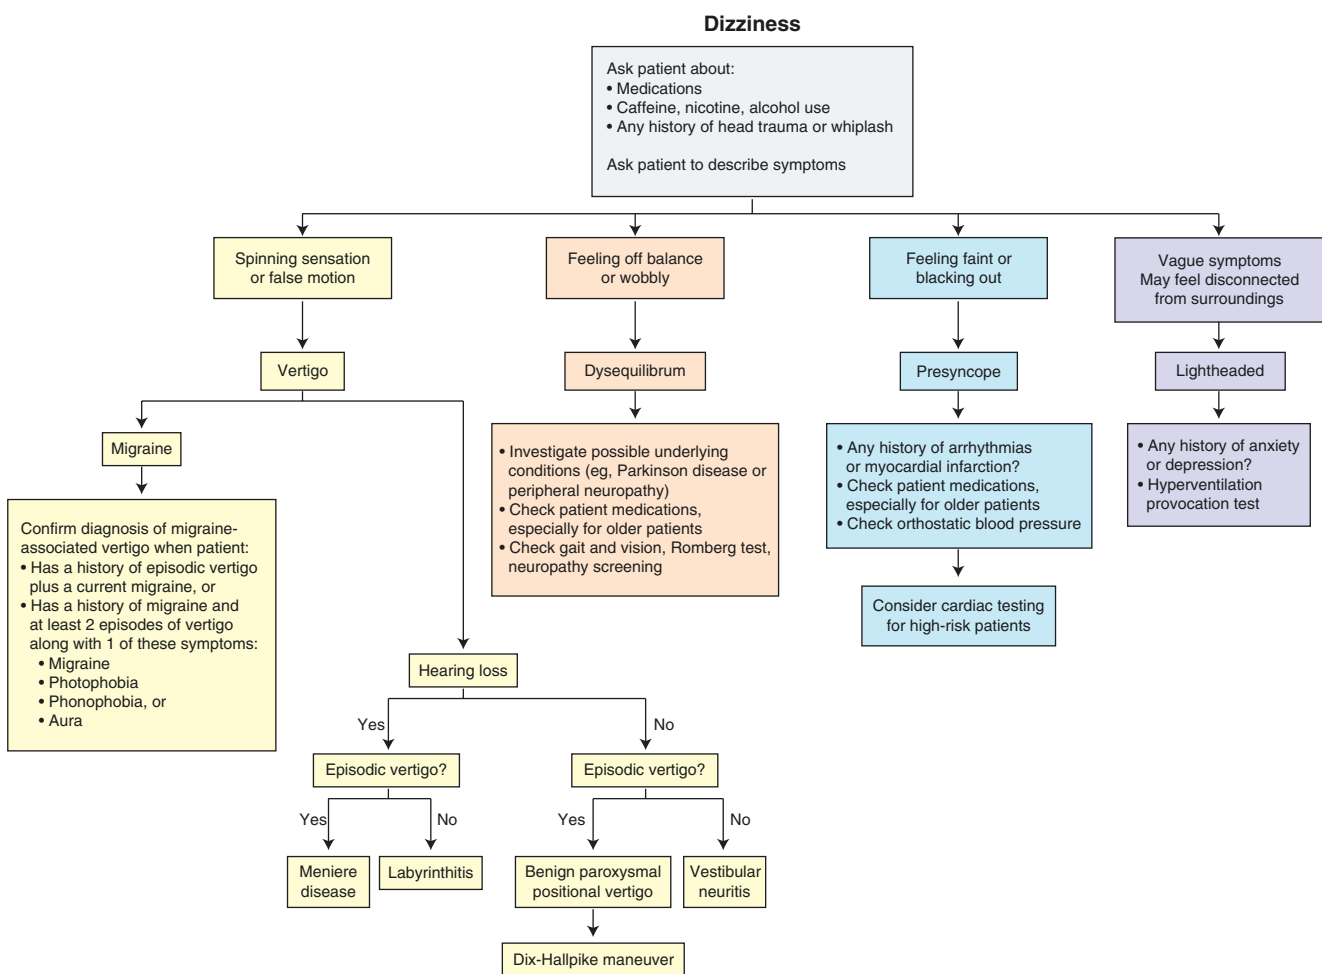 Dizziness
Ask patient about:
• Medications
• Caffeine, nicotine, alcohol use
• Any history of head trauma or whiplash
Ask patient to describe symptoms
Spinning sensation
or false motion
Feeling off balance
or wobbly
Feeling faint or
blacking out
Vague symptoms
May feel disconnected
from surroundings
Vertigo
Dysequilibrum
Presyncope
Lightheaded
Migraine
Confirm diagnosis of migraine-
associated vertigo when patient:
• Has a history of episodic vertigo
plus a current migraine, or
• Has a history of migraine and
at least 2 episodes of vertigo
along with 1 of these symptoms:
• Migraine
• Photophobia
• Phonophobia, or
• Aura
• Investigate possible underlying
conditions (eg, Parkinson disease or
peripheral neuropathy)
• Check patient medications,
especially for older patients
• Check gait and vision, Romberg test,
neuropathy screening
• Any history of arrhythmias
or myocardial infarction?
• Check patient medications,
especially for older patients
• Check orthostatic blood pressure
• Any history of anxiety
or depression?
• Hyperventilation
provocation test
Consider cardiac testing
for high-risk patients
Hearing loss
Yes
No
Episodic vertigo?
Episodic vertigo?
Yes
No
Yes
No
Meniere
disease
Labyrinthitis
Benign paroxysmal
positional vertigo
Vestibular
neuritis
Dix-Hallpike maneuver